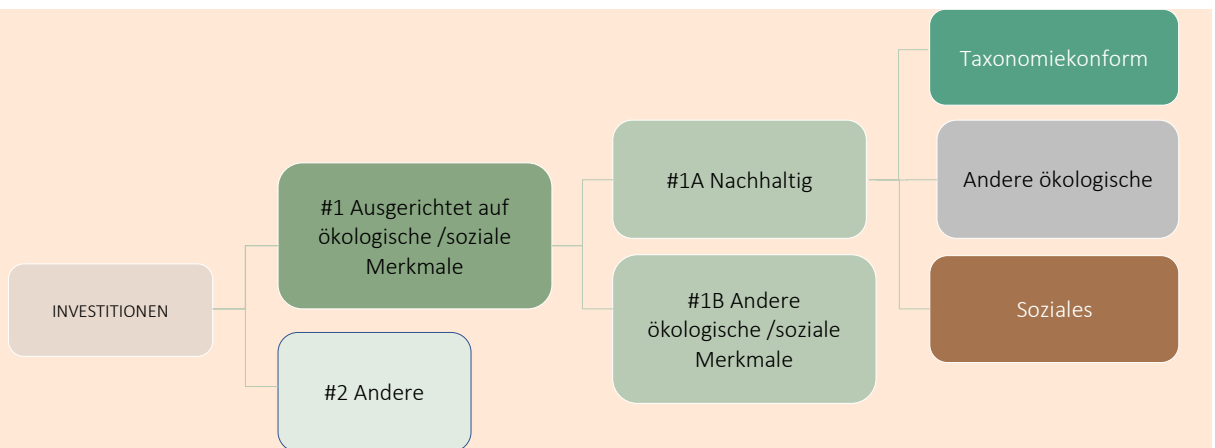 INVESTITIONEN
#1 Ausgerichtet auf
ökologische /soziale
Merkmale
#2 Andere
#1A Nachhaltig
#1B Andere
ökologische /soziale
Merkmale
Taxonomiekonform
Andere ökologische
Soziales